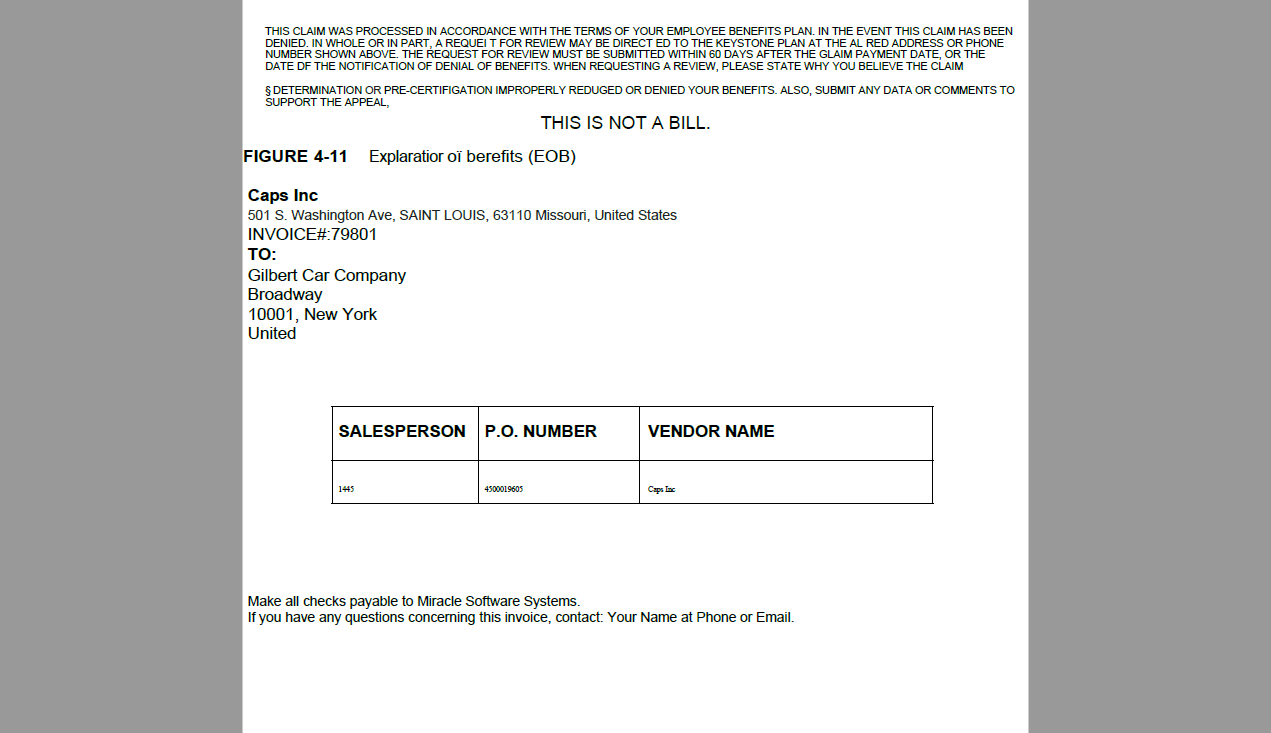 THIS CLAIM WAS PROCESSED IN ACCORDANCE WITH THE TERMS OF YOUR EMPLOYEE BENEFITS PLAN. IN THE EVENT THIS CLAIM HAS BEEN
DENIED. IN WHOLE OR IN PART, A REQUEI T FOR REVIEW MAY BE DIRECT ED TO THE KEYSTONE PLAN AT THE AL RED ADDRESS OR PHONE
NUMBER SHOWN ABOVE. THE REQUEST FOR REVIEW MUST BE SUBMITTED WITHIN 60 DAYS AFTER THE GLAIM PAYMENT DATE, OR THE
DATE DF THE NOTIFICATION OF DENIAL OF BENEFITS. WHEN REQUESTING A REVIEW, PLEASE STATE WHY YOU BELIEVE THE CLAIM
§ DETERMINATION OR PRE-CERTIFIGATION IMPROPERLY REDUGED OR DENIED YOUR BENEFITS. ALSO, SUBMIT ANY DATA OR COMMENTS TO
SUPPORT THE APPEAL,
THIS IS NOT A BILL.
FIGURE 4-11 Explaratior oï berefits (EOB)
Caps Inc
501 S. Washington Ave, SAINT LOUIS, 63110 Missouri, United States
INVOICE#:79801
TO:
Gilbert Car Company
Broadway
10001, New York
United
SALESPERSON P.O. NUMBER VENDOR NAME
1445 4500019605 Caps Inc
Make all checks payable to Miracle Software Systems.
If you have any questions concerning this invoice, contact: Your Name at Phone or Email.